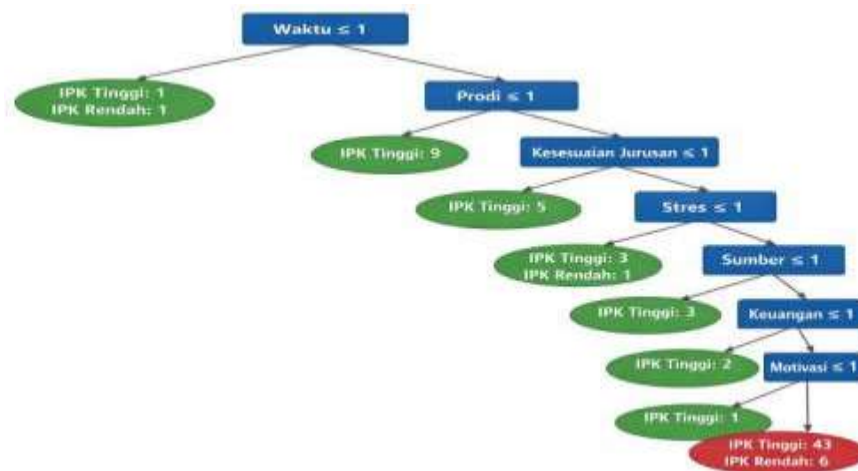 Waktu ≤ 1
IPK Tinggi: 1
IPK Rendah: 1
Prodi ≤ 1
IPK Tinggi: 9
Kesesuaian Jurusan ≤ 1
IPK Tinggi: 5
Stres ≤ 1
IPK Tinggi: 3
IPK Rendah: 1
Sumber ≤ 1
IPK Tinggi: 3
Keuangan ≤ 1
IPK Tinggi: 2
Motivasi ≤ 1
IPK Tinggi: 1
IPK Tinggi: 43
IPK Rendah: 6